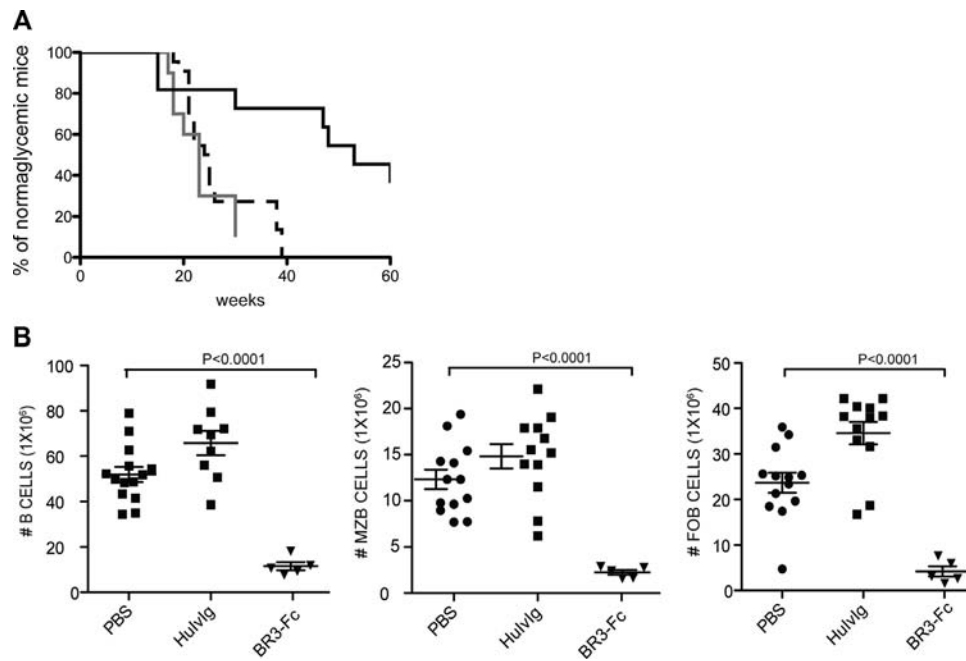 A
% of normaglycemic mice
100
80
60
40
20
0
0 20 40 60
weeks
B
# B CELLS (1X10⁶)
100
80
60
40
20
0
P<0.0001
PBS HuIvIg BR3-Fc
# MZB CELLS (1X10⁶)
25
20
15
10
5
0
P<0.0001
PBS HuIvIg BR3-Fc
# FOB CELLS (1X10⁶)
50
40
30
20
10
0
P<0.0001
PBS HuIvIg BR3-Fc